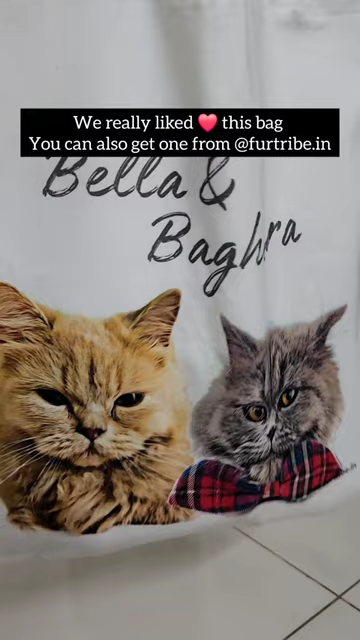 We really liked ❤️ this bag
You can also get one from @furtribe.in
Bella &
Baghra